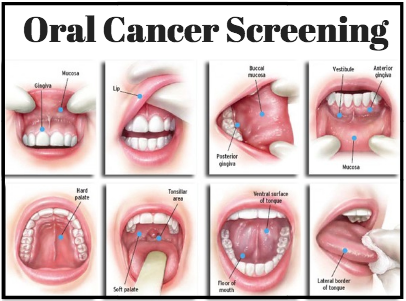 Oral Cancer Screening
Gingiva
Mucosa
Lip
Buccal
mucosa
Posterior
gingiva
Vestibule
Anterior
gingiva
Mucosa
Hard
palate
Tonsillar
area
Soft palate
Ventral surface
of tongue
Floor of
mouth
Lateral border
of tongue